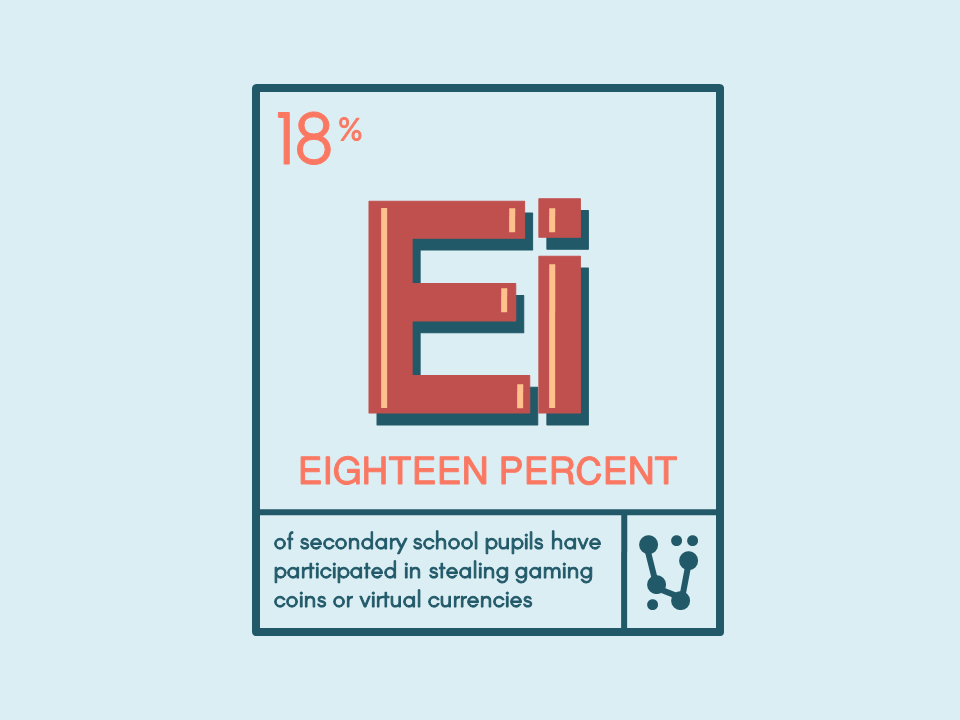 18%
Ei
EIGHTEEN PERCENT
of secondary school pupils have
participated in stealing gaming
coins or virtual currencies